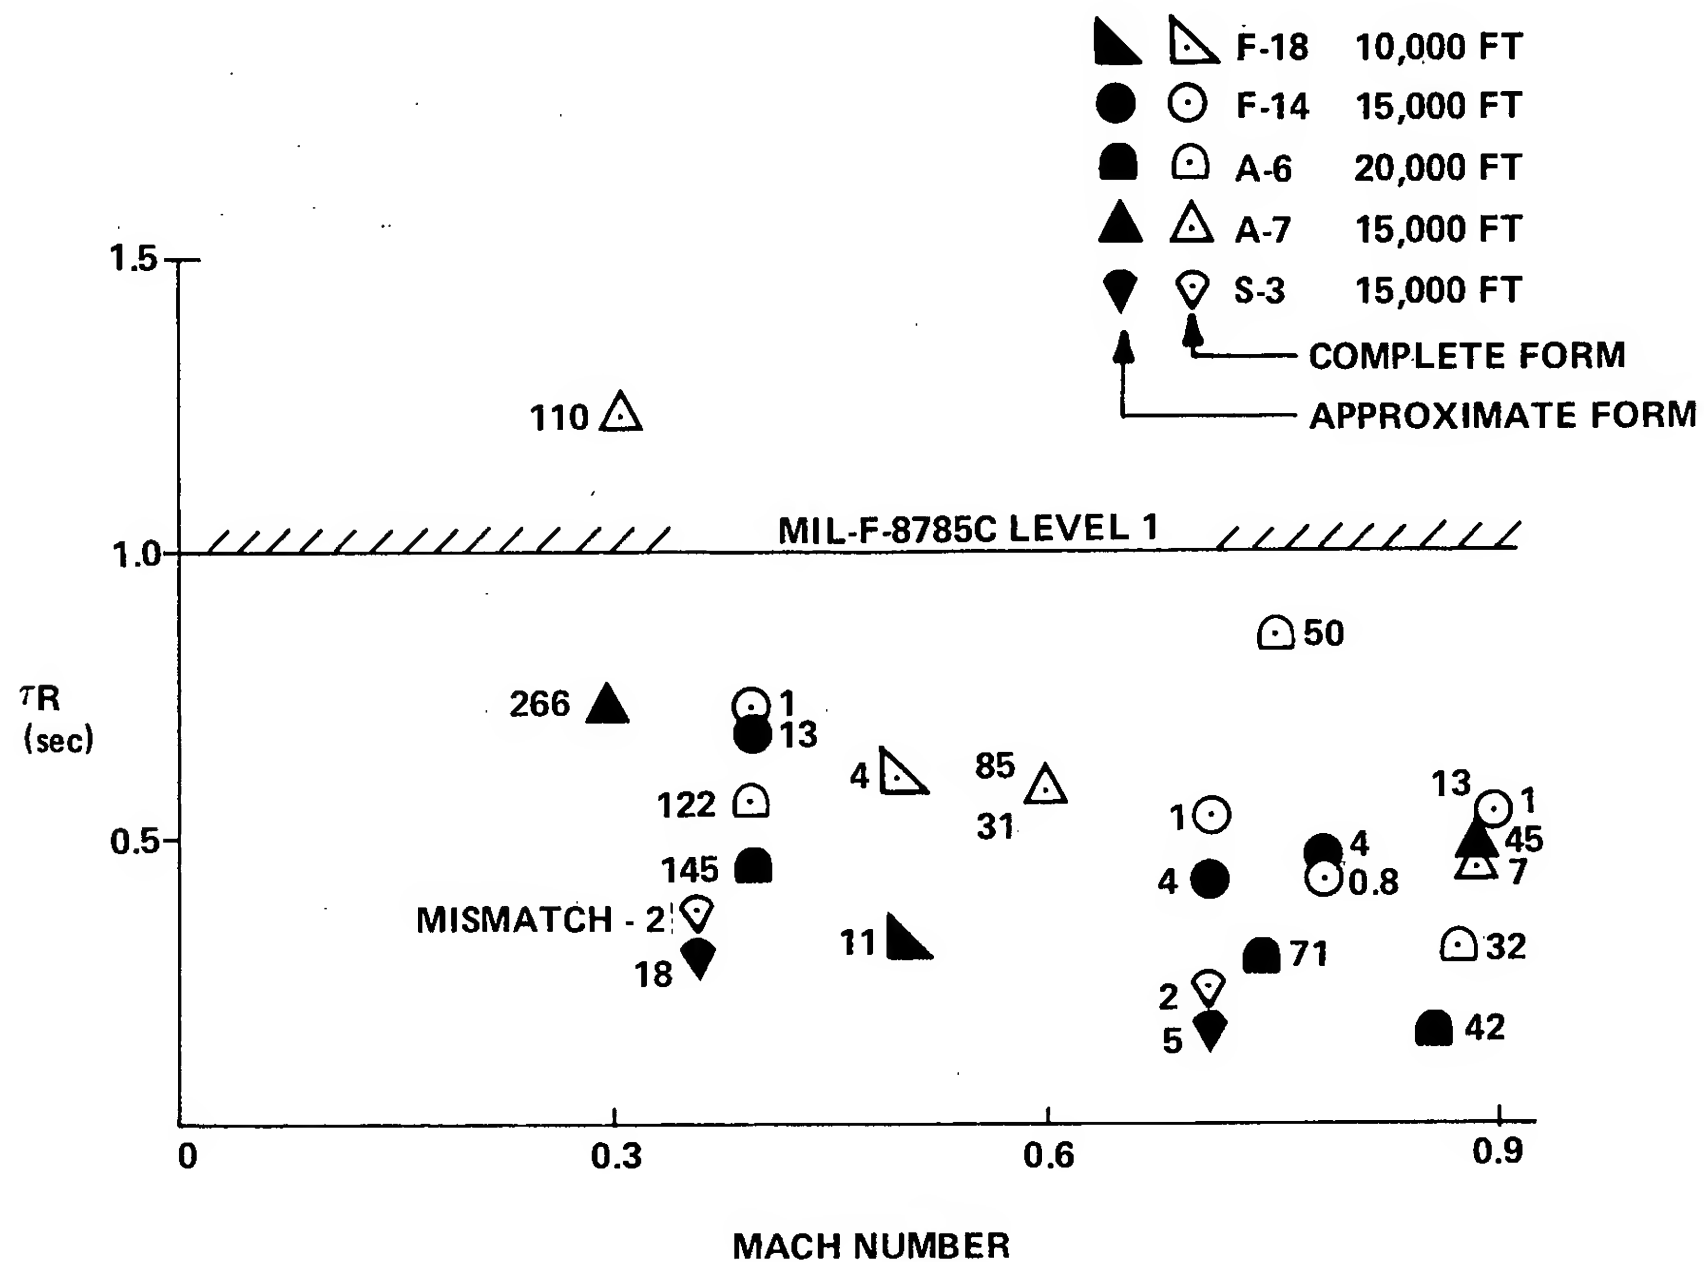 F-18 10,000 FT
F-14 15,000 FT
A-6 20,000 FT
A-7 15,000 FT
S-3 15,000 FT
COMPLETE FORM
APPROXIMATE FORM
1.5
110
MIL-F-8785C LEVEL 1
1.0
50
τR
(sec)
266
1
13
122
4
85
31
1
13
1
0.5
145
4
4
0.8
45
7
MISMATCH - 2
18
11
71
32
2
5
42
0 0.3 0.6 0.9
MACH NUMBER